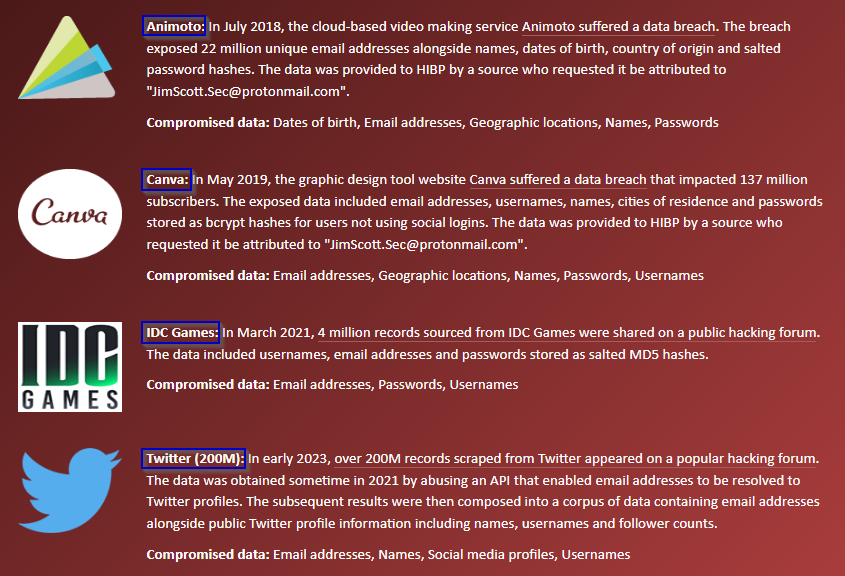 Animoto: In July 2018, the cloud-based video making service Animoto suffered a data breach. The breach
exposed 22 million unique email addresses alongside names, dates of birth, country of origin and salted
password hashes. The data was provided to HIBP by a source who requested it be attributed to
"JimScott.Sec@protonmail.com".
Compromised data: Dates of birth, Email addresses, Geographic locations, Names, Passwords
Canva
Canva: In May 2019, the graphic design tool website Canva suffered a data breach that impacted 137 million
subscribers. The exposed data included email addresses, usernames, names, cities of residence and passwords
stored as bcrypt hashes for users not using social logins. The data was provided to HIBP by a source who
requested it be attributed to "JimScott.Sec@protonmail.com".
Compromised data: Email addresses, Geographic locations, Names, Passwords, Usernames
IDC
GAMES
IDC Games: In March 2021, 4 million records sourced from IDC Games were shared on a public hacking forum.
The data included usernames, email addresses and passwords stored as salted MD5 hashes.
Compromised data: Email addresses, Passwords, Usernames
Twitter (200M): In early 2023, over 200M records scraped from Twitter appeared on a popular hacking forum.
The data was obtained sometime in 2021 by abusing an API that enabled email addresses to be resolved to
Twitter profiles. The subsequent results were then composed into a corpus of data containing email addresses
alongside public Twitter profile information including names, usernames and follower counts.
Compromised data: Email addresses, Names, Social media profiles, Usernames